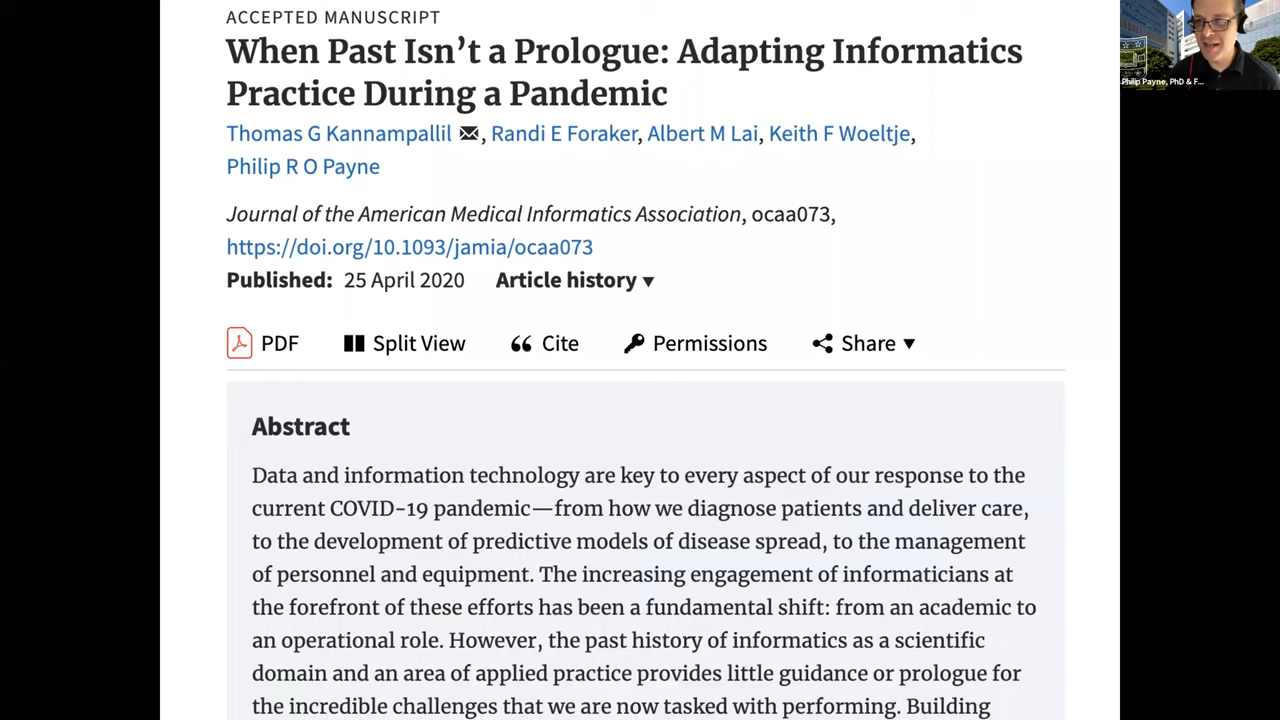 ACCEPTED MANUSCRIPT
When Past Isn’t a Prologue: Adapting Informatics
Practice During a Pandemic
Thomas G Kannampallil , Randi E Foraker, Albert M Lai, Keith F Woeltje,
Philip R O Payne
Journal of the American Medical Informatics Association, ocaa073,
https://doi.org/10.1093/jamia/ocaa073
Published: 25 April 2020 Article history ▼
PDF Split View Cite Permissions Share ▼
Abstract
Data and information technology are key to every aspect of our response to the
current COVID-19 pandemic—from how we diagnose patients and deliver care,
to the development of predictive models of disease spread, to the management
of personnel and equipment. The increasing engagement of informaticians at
the forefront of these efforts has been a fundamental shift: from an academic to
an operational role. However, the past history of informatics as a scientific
domain and an area of applied practice provides little guidance or prologue for
the incredible challenges that we are now tasked with performing. Building
Philip Payne, PhD & F...